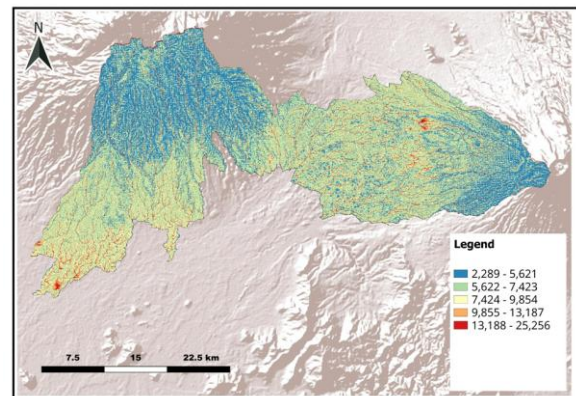 N
Legend
2,289 - 5,621
5,622 - 7,423
7,424 - 9,854
9,855 - 13,187
13,188 - 25,256
7.5 15 22.5 km